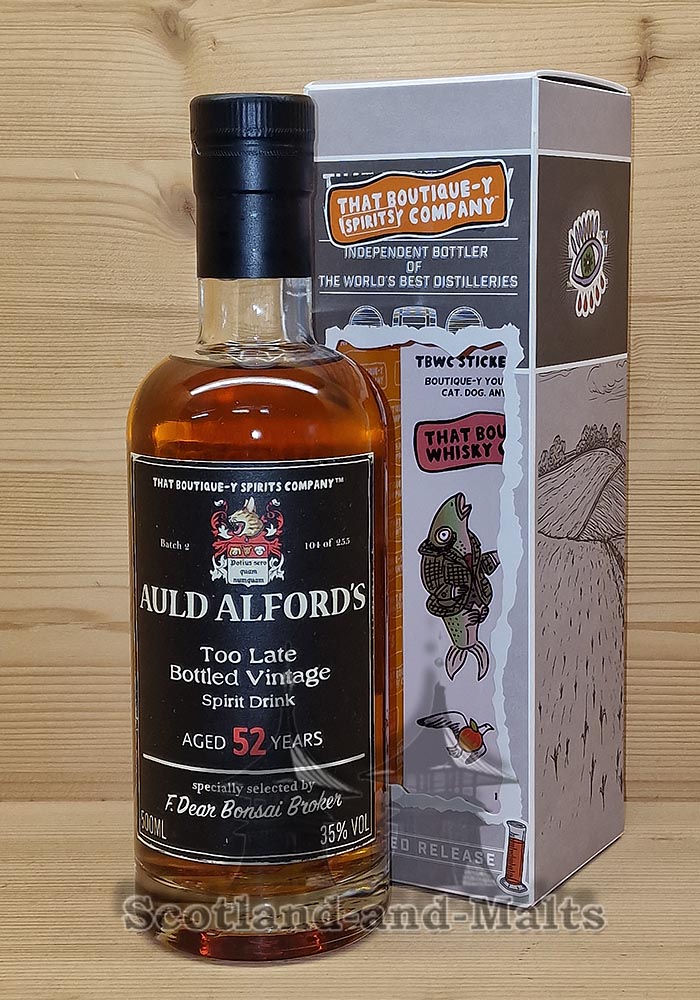 THAT BOUTIQUE-Y
SPIRITS COMPANY
INDEPENDENT BOTTLER
OF
THE WORLD'S BEST DISTILLERIES
TBWC STICKE
BOUTIQUE-Y YOU
CAT. DOG. ANY
THAT BOU
WHISKY C
ED RELEASE
THAT BOUTIQUE-Y SPIRITS COMPANY™
Batch 2
104 of 255
Potius sero
quam
numquam
AULD ALFORD'S
Too Late
Bottled Vintage
Spirit Drink
AGED 52 YEARS
specially selected by
F. Dear Bonsai Broker
500ML
35% VOL
Scotland-and-Malts